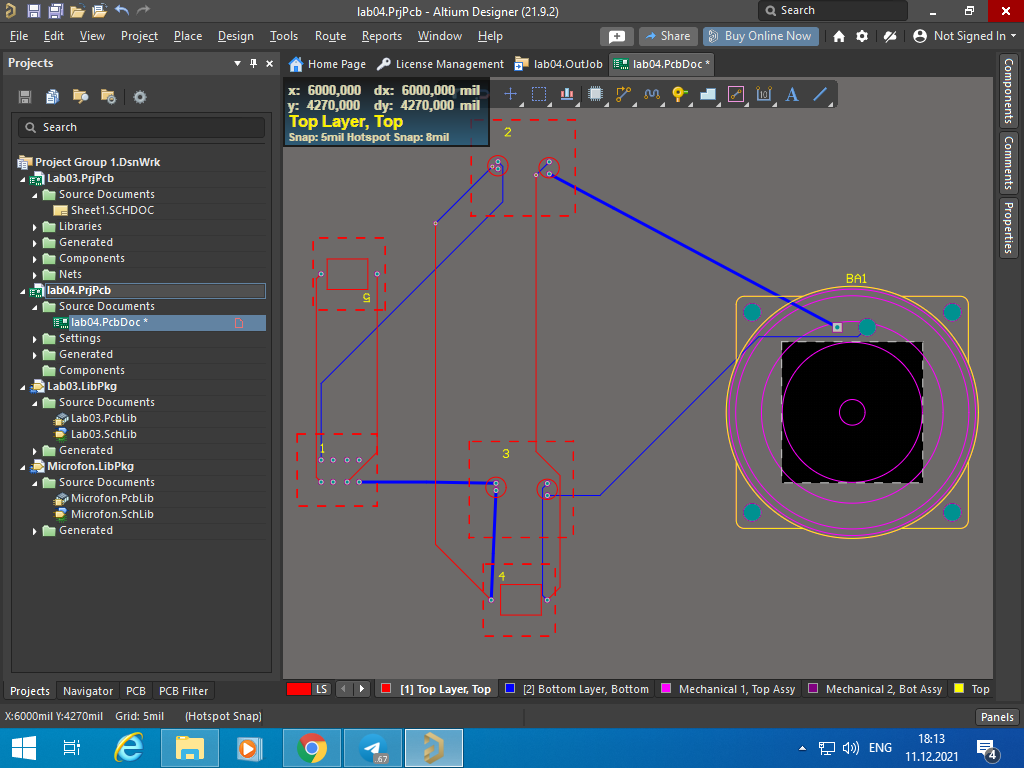 lab04.PrjPcb - Altium Designer (21.9.2)
Search
File Edit View Project Place Design Tools Route Reports Window Help
Share
Buy Online Now
Not Signed In
Projects
Home Page
License Management
lab04.OutJob
lab04.PcbDoc *
x: 6000,000 dx: 6000,000 mil
y: 4270,000 dy: 4270,000 mil
Top Layer, Top
Snap: 5mil Hotspot Snap: 8mil
Search
Project Group 1.DsnWrk
Lab03.PrjPcb
Source Documents
Sheet1.SCHDOC
Libraries
Generated
Components
Nets
lab04.PrjPcb
Source Documents
lab04.PcbDoc *
Settings
Generated
Components
Lab03.LibPkg
Source Documents
Lab03.PcbLib
Lab03.SchLib
Generated
Microfon.LibPkg
Source Documents
Microfon.PcbLib
Microfon.SchLib
Generated
2
5
BA1
1
3
4
Components
Comments
Properties
Projects
Navigator
PCB
PCB Filter
LS
[1] Top Layer, Top
[2] Bottom Layer, Bottom
Mechanical 1, Top Assy
Mechanical 2, Bot Assy
Top
X:6000mil Y:4270mil Grid: 5mil (Hotspot Snap)
Panels
.67
ENG
18:13
11.12.2021
4